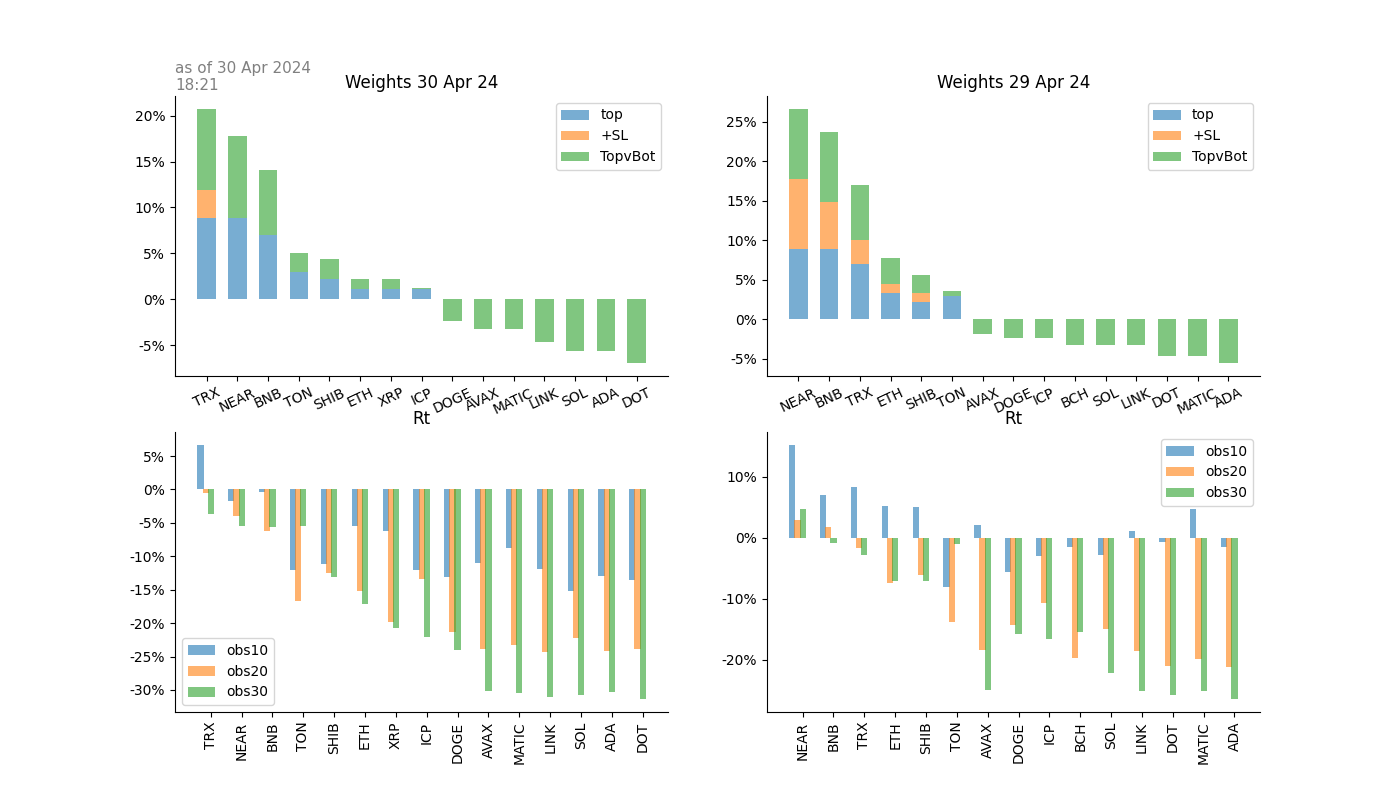 as of 30 Apr 2024
18:21
Weights 30 Apr 24
20%
15%
10%
5%
0%
-5%
top
+SL
TopvBot
TRX NEAR BNB TON SHIB ETH XRP ICP DOGE AVAX MATIC LINK SOL ADA DOT
Weights 29 Apr 24
25%
20%
15%
10%
5%
0%
-5%
top
+SL
TopvBot
NEAR BNB TRX ETH SHIB TON AVAX DOGE ICP BCH SOL LINK DOT MATIC ADA
Rt
5%
0%
-5%
-10%
-15%
-20%
-25%
-30%
obs10
obs20
obs30
TRX NEAR BNB TON SHIB ETH XRP ICP DOGE AVAX MATIC LINK SOL ADA DOT
Rt
10%
0%
-10%
-20%
obs10
obs20
obs30
NEAR BNB TRX ETH SHIB TON AVAX DOGE ICP BCH SOL LINK DOT MATIC ADA